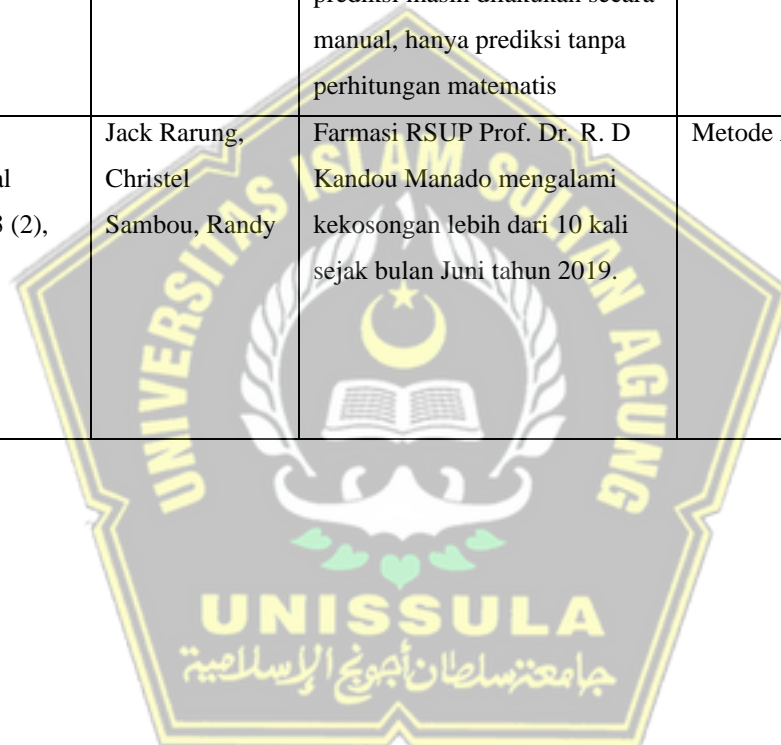 prediksi masih dilakukan secara
manual, hanya prediksi tanpa
perhitungan matematis
al
3 (2),
Jack Rarung,
Christel
Sambou, Randy
Farmasi RSUP Prof. Dr. R. D
Kandou Manado mengalami
kekosongan lebih dari 10 kali
sejak bulan Juni tahun 2019.
Metode
UNIVERSITAS ISLAM SULTAN AGUNG
UNISSULA
جامعة سلطان أجونج الإسلامية